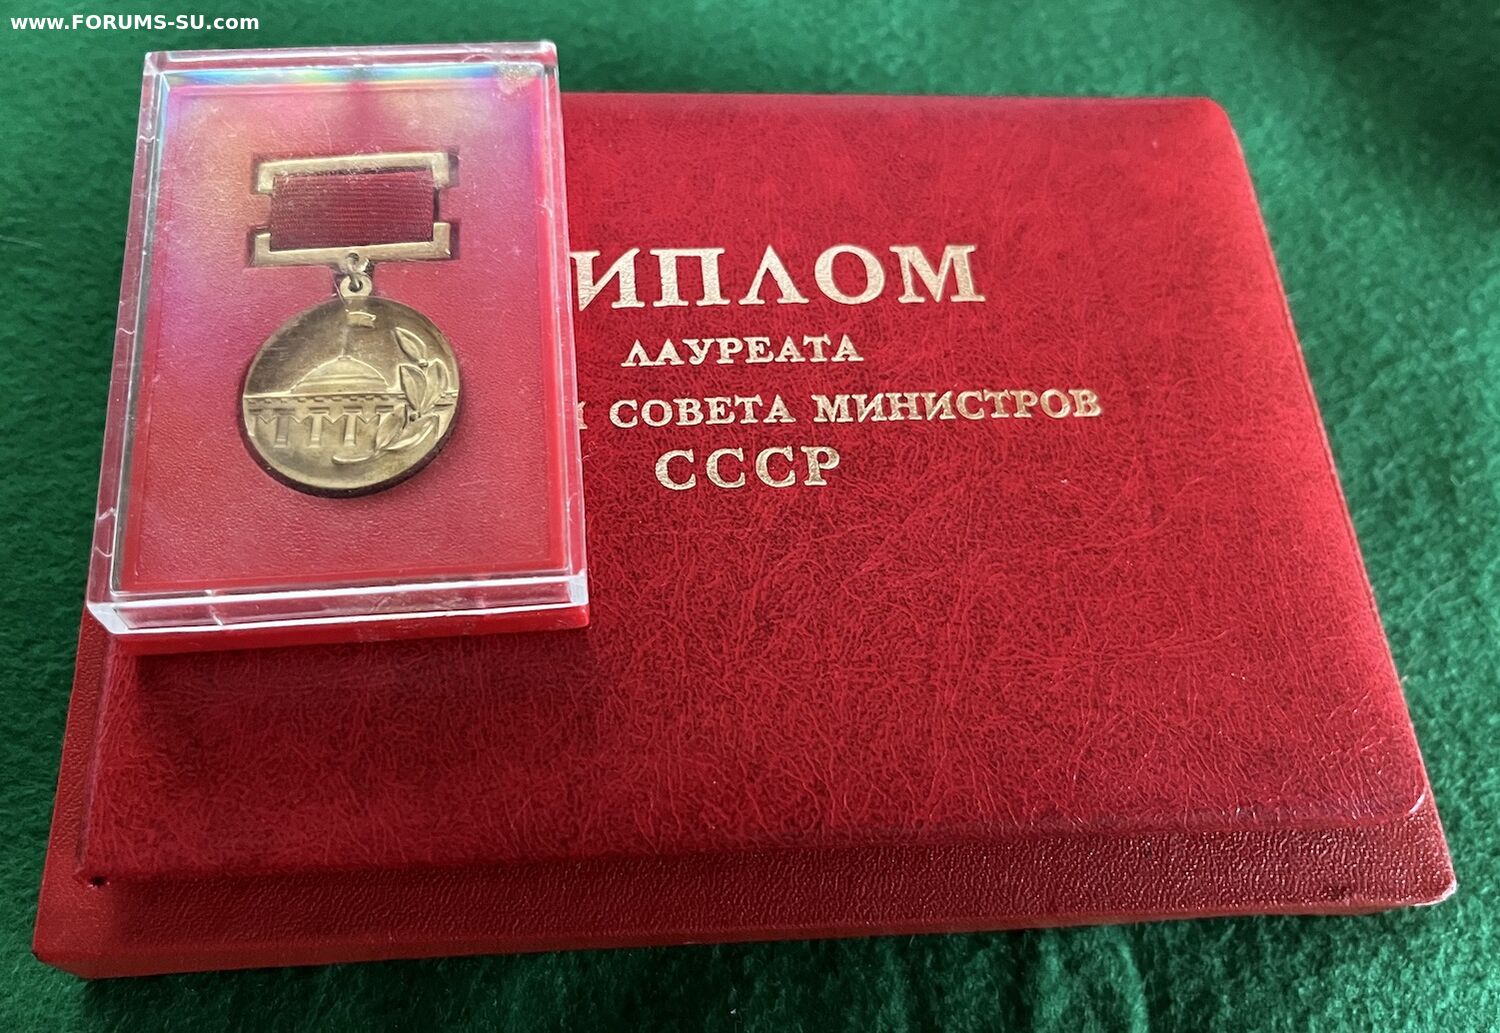 www.FORUMS-SU.com
ИПЛОМ
ЛАУРЕАТА
СОВЕТА МИНИСТРОВ
СССР